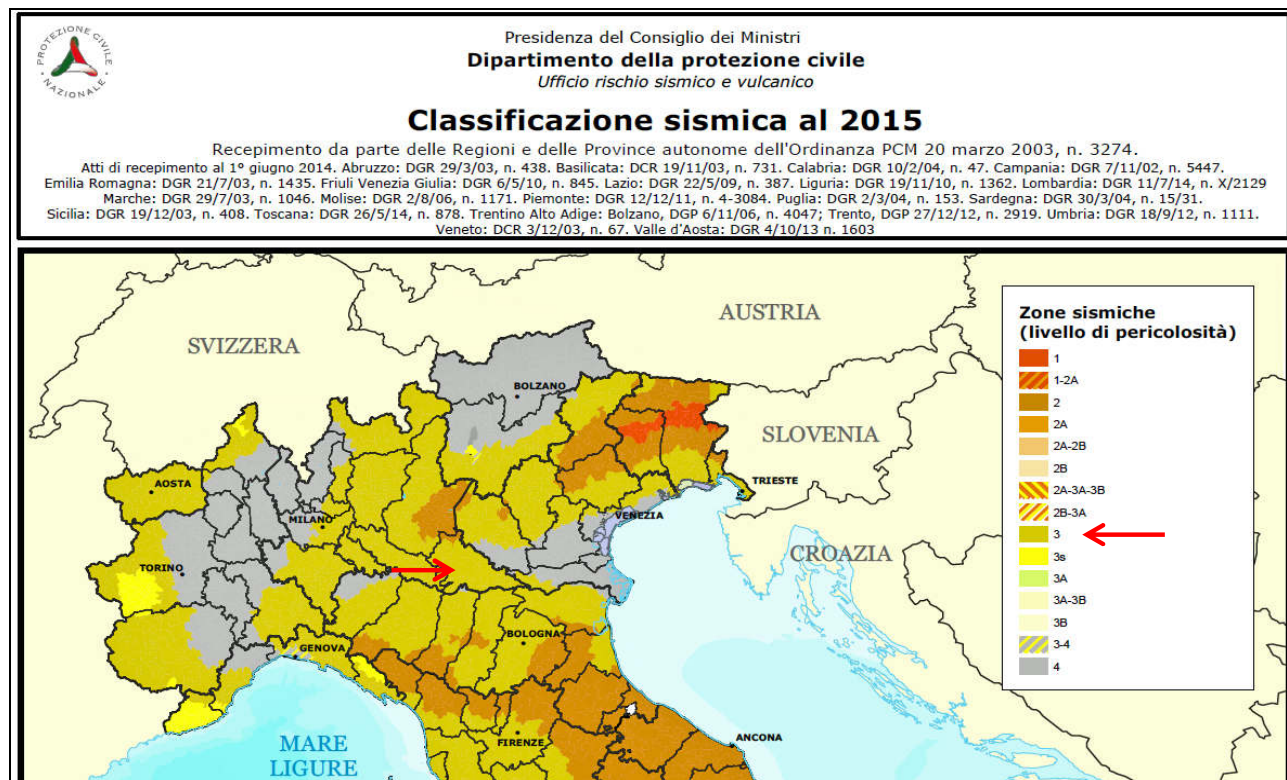 PROTEZIONE CIVILE
NAZIONALE
Presidenza del Consiglio dei Ministri
Dipartimento della protezione civile
Ufficio rischio sismico e vulcanico
Classificazione sismica al 2015
Recepimento da parte delle Regioni e delle Province autonome dell'Ordinanza PCM 20 marzo 2003, n. 3274.
Atti di recepimento al 1° giugno 2014. Abruzzo: DGR 29/3/03, n. 438. Basilicata: DCR 19/11/03, n. 731. Calabria: DGR 10/2/04, n. 47. Campania: DGR 7/11/02, n. 5447.
Emilia Romagna: DGR 21/7/03, n. 1435. Friuli Venezia Giulia: DGR 6/5/10, n. 845. Lazio: DGR 22/5/09, n. 387. Liguria: DGR 19/11/10, n. 1362. Lombardia: DGR 11/7/14, n. X/2129
Marche: DGR 29/7/03, n. 1046. Molise: DGR 2/8/06, n. 1171. Piemonte: DGR 12/12/11, n. 4-3084. Puglia: DGR 2/3/04, n. 153. Sardegna: DGR 30/3/04, n. 15/31.
Sicilia: DGR 19/12/03, n. 408. Toscana: DGR 26/5/14, n. 878. Trentino Alto Adige: Bolzano, DGP 6/11/06, n. 4047; Trento, DGP 27/12/12, n. 2919. Umbria: DGR 18/9/12, n. 1111.
Veneto: DCR 3/12/03, n. 67. Valle d'Aosta: DGR 4/10/13 n. 1603
AUSTRIA
SVIZZERA
BOLZANO
SLOVENIA
AOSTA
TRIESTE
MILANO
VENEZIA
CROAZIA
TORINO
BOLOGNA
GENOVA
FIRENZE
ANCONA
MARE
LIGURE
Zone sismiche
(livello di pericolosità)
1
1-2A
2
2A
2A-2B
2B
2A-3A-3B
2B-3A
3
3s
3A
3A-3B
3B
3-4
4